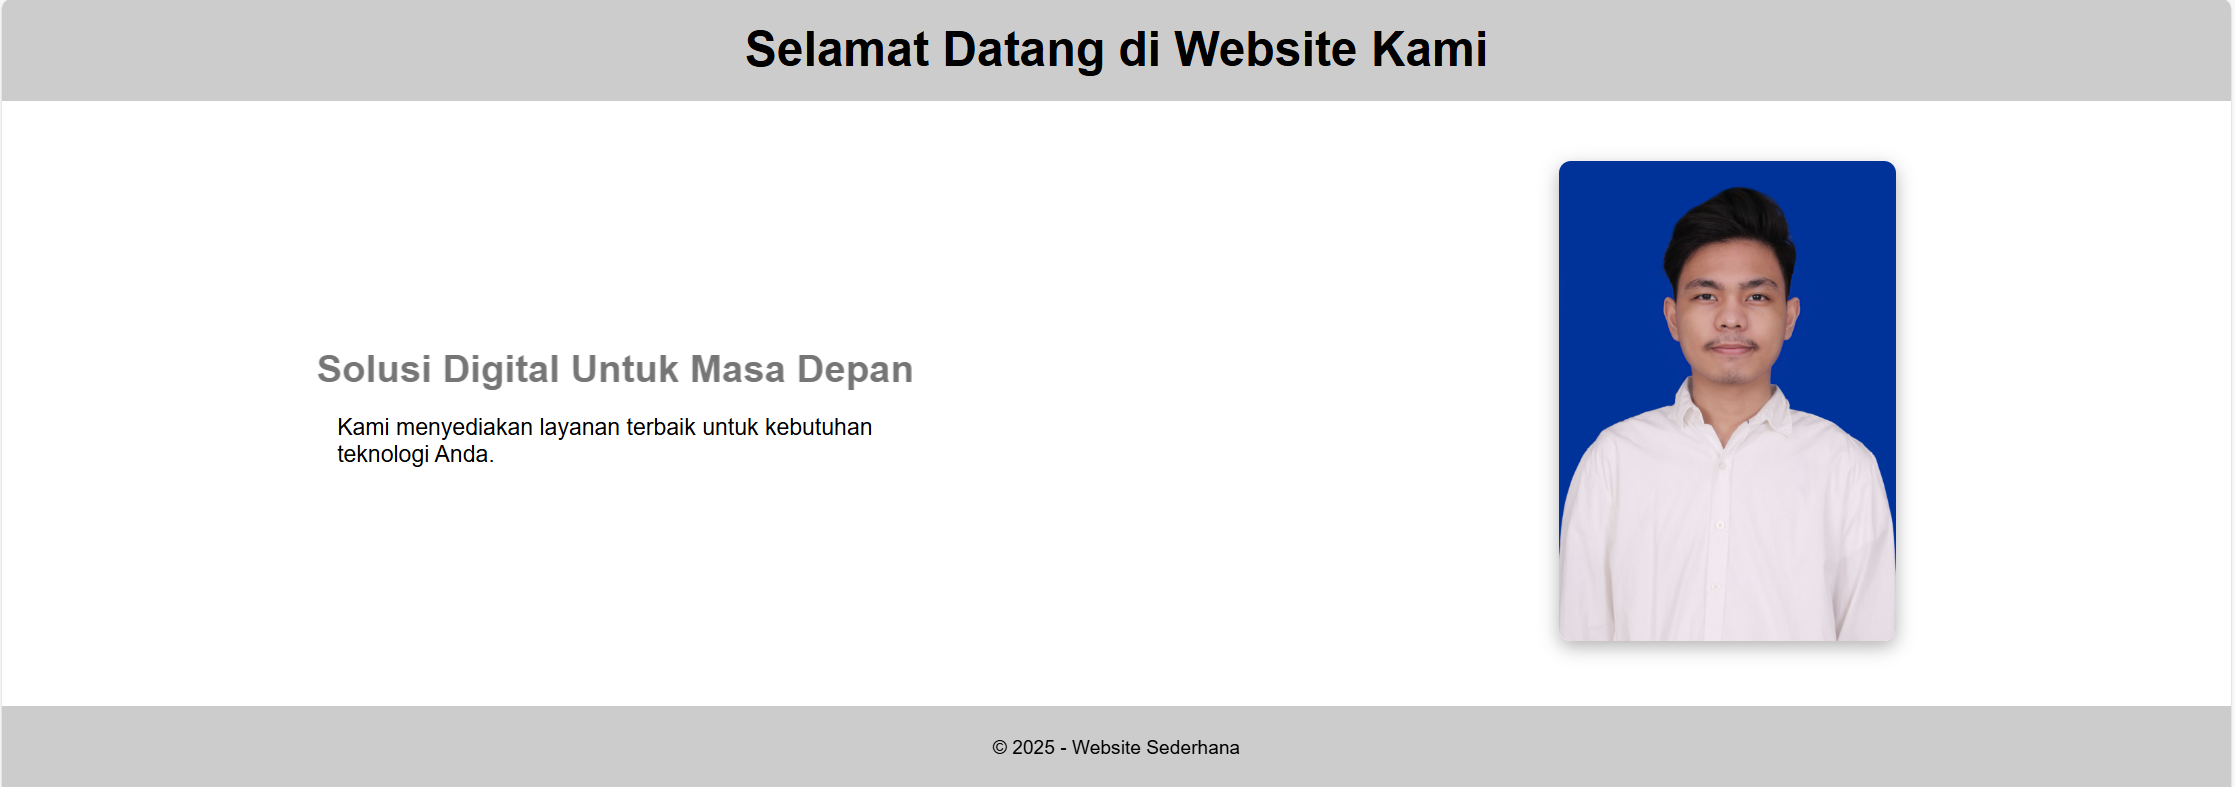 Selamat Datang di Website Kami
Solusi Digital Untuk Masa Depan
Kami menyediakan layanan terbaik untuk kebutuhan
teknologi Anda.
© 2025 - Website Sederhana